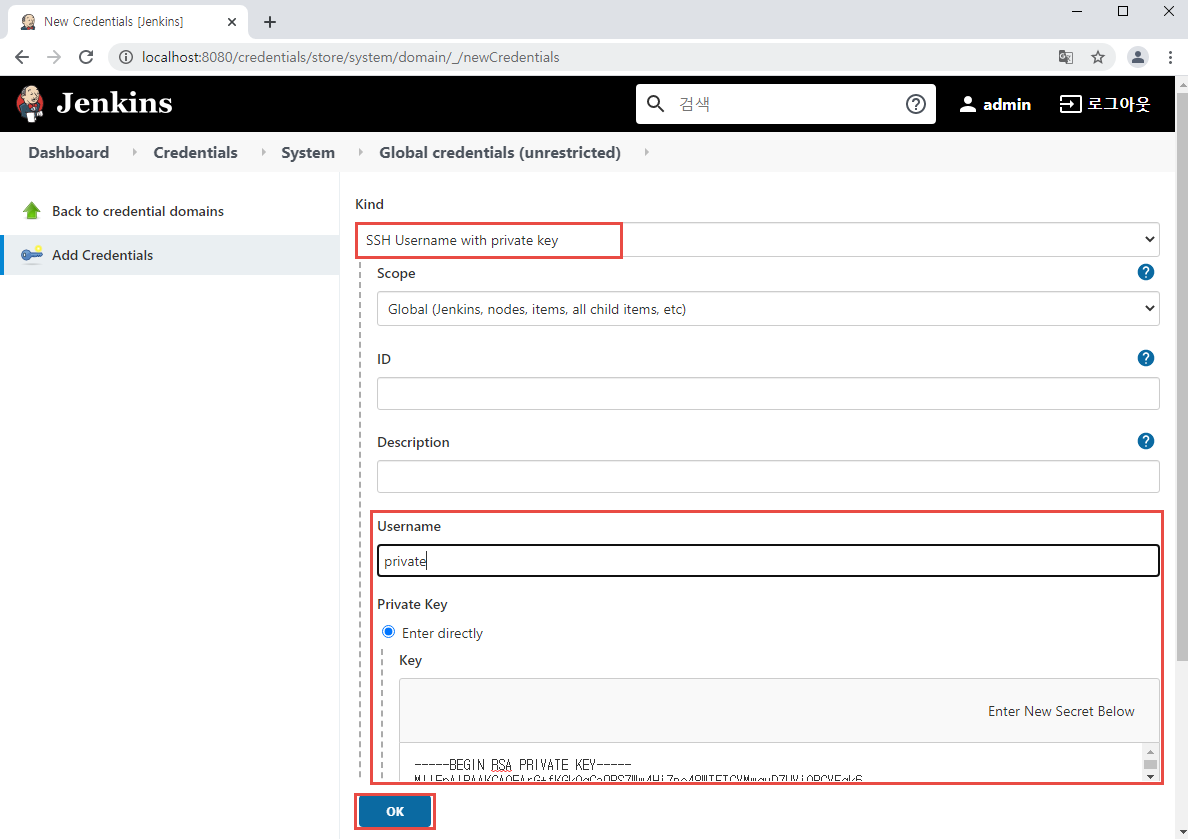 New Credentials [Jenkins]
localhost:8080/credentials/store/system/domain/_/newCredentials
Jenkins
검색
admin
로그아웃
Dashboard
Credentials
System
Global credentials (unrestricted)
Back to credential domains
Add Credentials
Kind
SSH Username with private key
Scope
Global (Jenkins, nodes, items, all child items, etc)
ID
Description
Username
private
Private Key
Enter directly
Key
Enter New Secret Below
-----BEGIN RSA PRIVATE KEY-----
OK